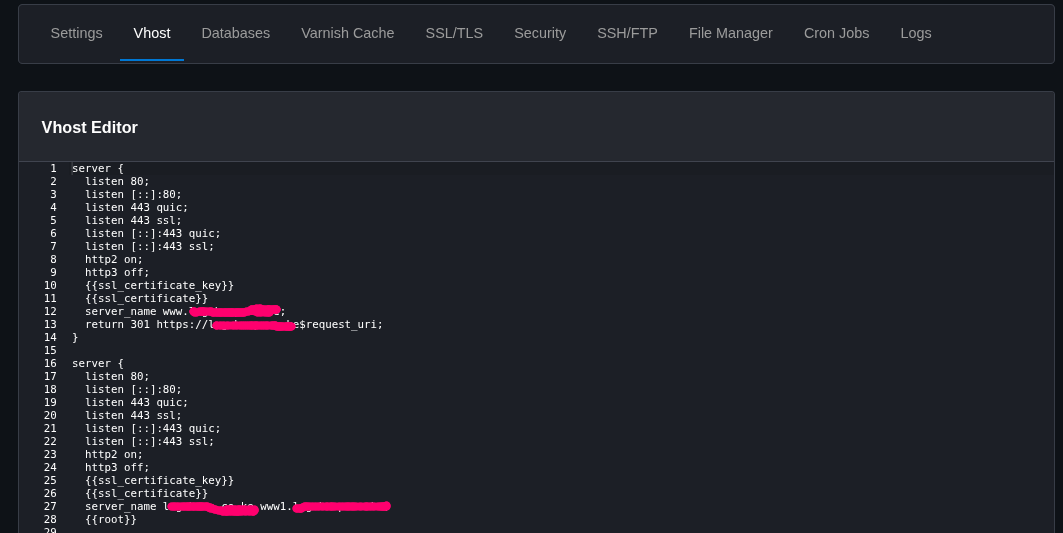 Settings Vhost Databases Varnish Cache SSL/TLS Security SSH/FTP File Manager Cron Jobs Logs
Vhost Editor
1 server {
2 listen 80;
3 listen [::]:80;
4 listen 443 quic;
5 listen 443 ssl;
6 listen [::]:443 quic;
7 listen [::]:443 ssl;
8 http2 on;
9 http3 off;
10 {{ssl_certificate_key}}
11 {{ssl_certificate}}
12 server_name www.
13 return 301 https:// $request_uri;
14 }
15
16 server {
17 listen 80;
18 listen [::]:80;
19 listen 443 quic;
20 listen 443 ssl;
21 listen [::]:443 quic;
22 listen [::]:443 ssl;
23 http2 on;
24 http3 off;
25 {{ssl_certificate_key}}
26 {{ssl_certificate}}
27 server_name www1.
28 {{root}}
29